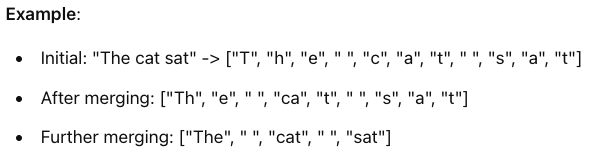 Example:
Initial: "The cat sat" -> ["T", "h", "e", " ", "c", "a", "t", " ", "s", "a", "t"]
After merging: ["Th", "e", " ", "ca", "t", " ", "s", "a", "t"]
Further merging: ["The", " ", "cat", " ", "sat"]